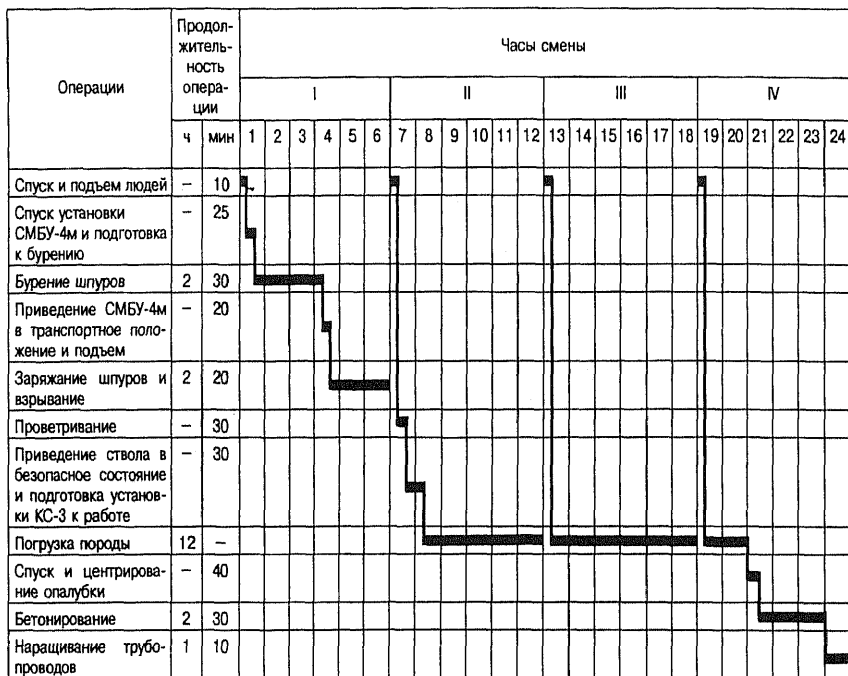 Операции
Продол-
житель-
ность
опера-
ции
Часы смены
I II III IV
ч мин 1 2 3 4 5 6 7 8 9 10 11 12 13 14 15 16 17 18 19 20 21 22 23 24
Спуск и подъем людей – 10
Спуск установки – 25
СМБУ-4м и подготовка
к бурению
Бурение шпуров 2 30
Приведение СМБУ-4м – 20
в транспортное поло-
жение и подъем
Заряжание шпуров и 2 20
взрывание
Проветривание – 30
Приведение ствола в – 30
безопасное состояние
и подготовка установ-
ки КС-3 к работе
Погрузка породы 12 –
Спуск и центрирова- – 40
ние опалубки
Бетонирование 2 30
Наращивание трубо- 1 10
проводов